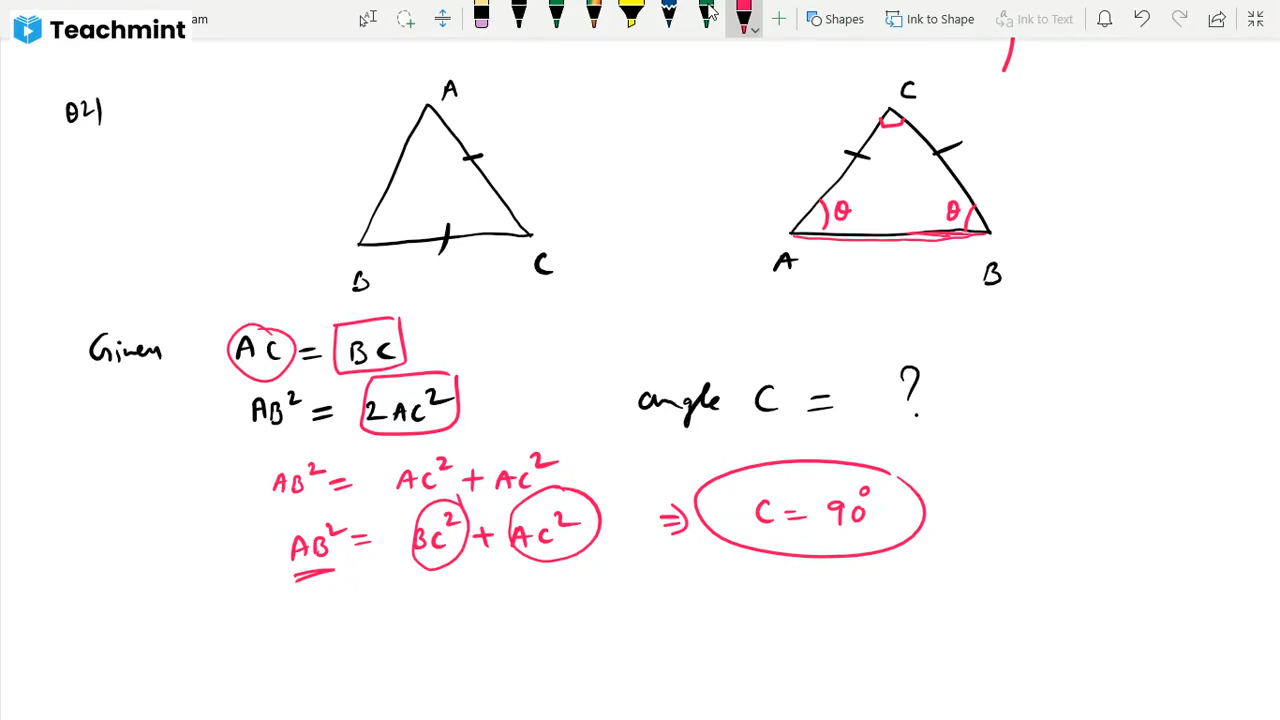 Teachmint
am
Shapes
Ink to Shape
Ink to Text
Q2)
A
B
C
C
θ
θ
A
B
Given AC = BC
AB² = 2AC²
angle C = ?
AB² = AC² + AC²
AB² = BC² + AC² ⇒ C = 90°